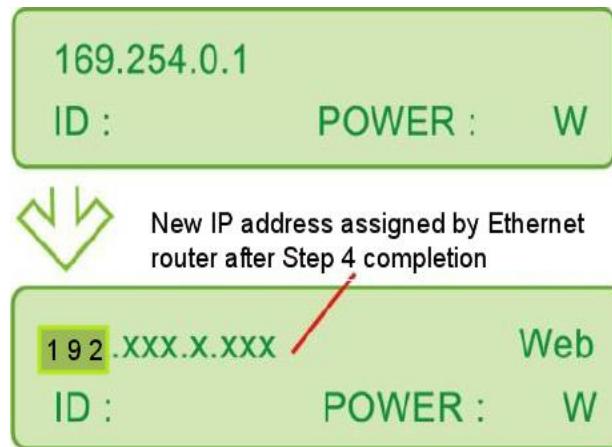 169.254.0.1
ID : POWER : W
New IP address assigned by Ethernet
router after Step 4 completion
192.xxx.x.xxx Web
ID : POWER : W